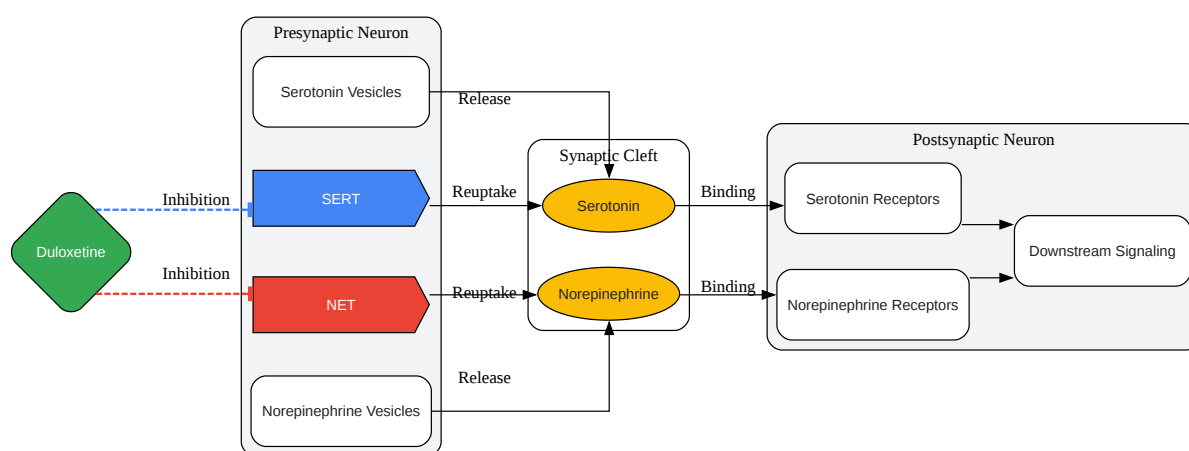 Presynaptic Neuron
Serotonin Vesicles
Release
Synaptic Cleft
Postsynaptic Neuron
Inhibition
SERT
Reuptake
Serotonin
Binding
Serotonin Receptors
Duloxetine
Downstream Signaling
Inhibition
NET
Reuptake
Norepinephrine
Binding
Norepinephrine Receptors
Release
Norepinephrine Vesicles